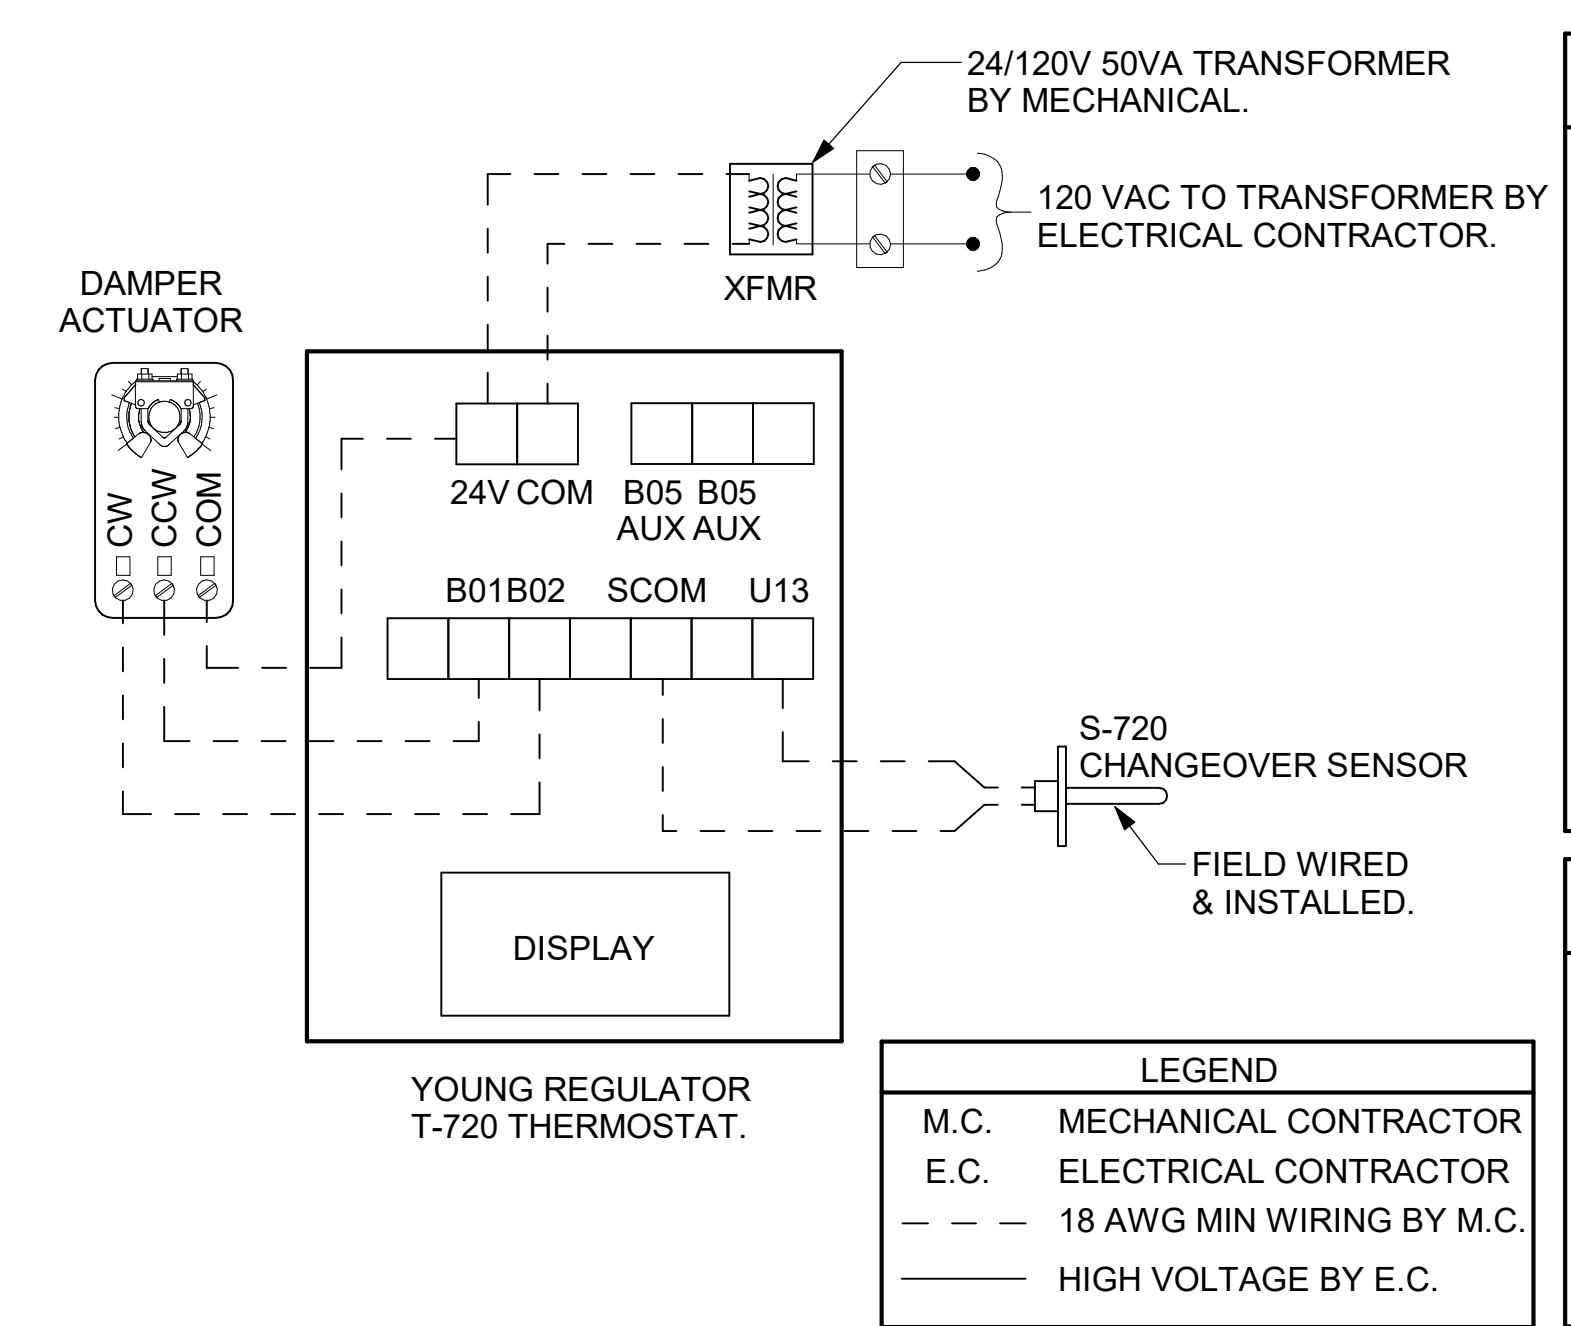 24/120V 50VA TRANSFORMER
BY MECHANICAL.
120 VAC TO TRANSFORMER BY
ELECTRICAL CONTRACTOR.
XFMR
DAMPER
ACTUATOR
CW
CCW
COM
24V COM
B05 B05
AUX AUX
B01 B02 SCOM U13
S-720
CHANGEOVER SENSOR
FIELD WIRED
& INSTALLED.
DISPLAY
YOUNG REGULATOR
T-720 THERMOSTAT.
LEGEND
M.C. MECHANICAL CONTRACTOR
E.C. ELECTRICAL CONTRACTOR
18 AWG MIN WIRING BY M.C.
HIGH VOLTAGE BY E.C.